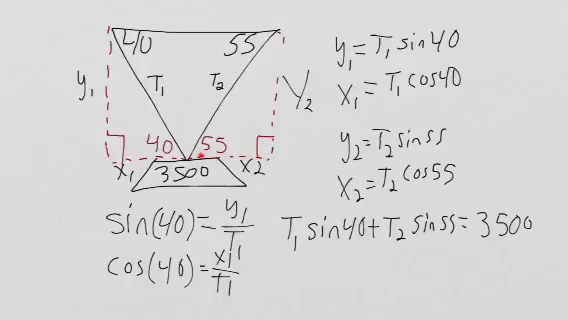 40 55
y₁ T₁ T₂ y₂
40 55
x₁ 3500 x₂
y₁ = T₁ sin40
x₁ = T₁ cos40
y₂ = T₂ sin55
x₂ = T₂ cos55
sin(40) = y₁/T₁
cos(40) = x₁/T₁
T₁ sin40 + T₂ sin55 = 3500